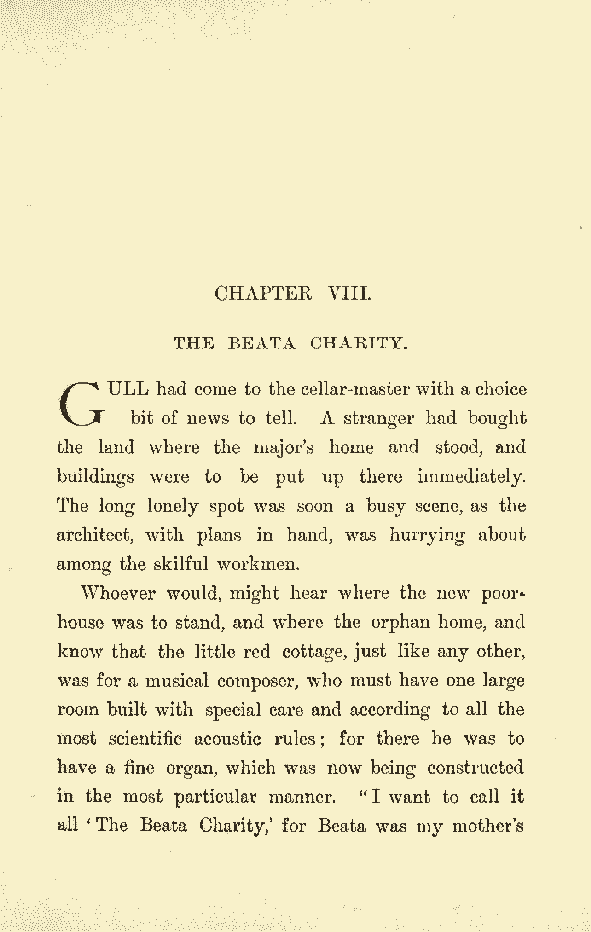 CHAPTER VIII.
THE BEATA CHARITY.
GULL had come to the cellar-master with a choice
bit of news to tell. A stranger had bought
the land where the major's home and stood, and
buildings were to be put up there immediately.
The long lonely spot was soon a busy scene, as the
architect, with plans in hand, was hurrying about
among the skilful workmen.
Whoever would, might hear where the new poor-
house was to stand, and where the orphan home, and
know that the little red cottage, just like any other,
was for a musical composer, who must have one large
room built with special care and according to all the
most scientific acoustic rules; for there he was to
have a fine organ, which was now being constructed
in the most particular manner. "I want to call it
all 'The Beata Charity,' for Beata was my mother's